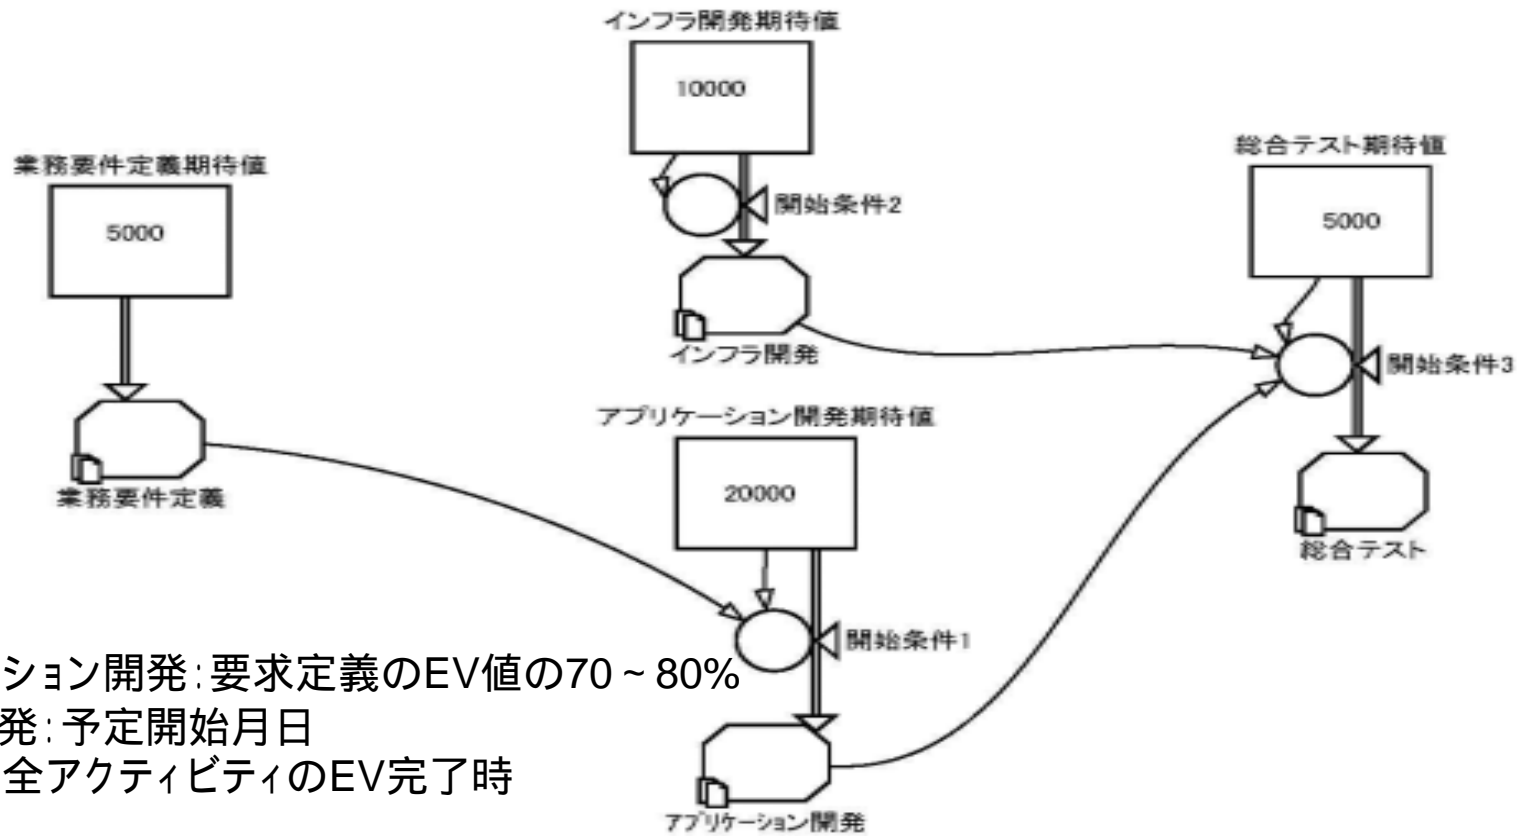 インフラ開発期待値
10000
業務要件定義期待値
5000
総合テスト期待値
5000
開始条件2
インフラ開発
開始条件3
アプリケーション開発期待値
20000
業務要件定義
総合テスト
開始条件1
ション開発:要求定義のEV値の70~80%
発:予定開始月日
全アクティビティのEV完了時
アプリケーション開発